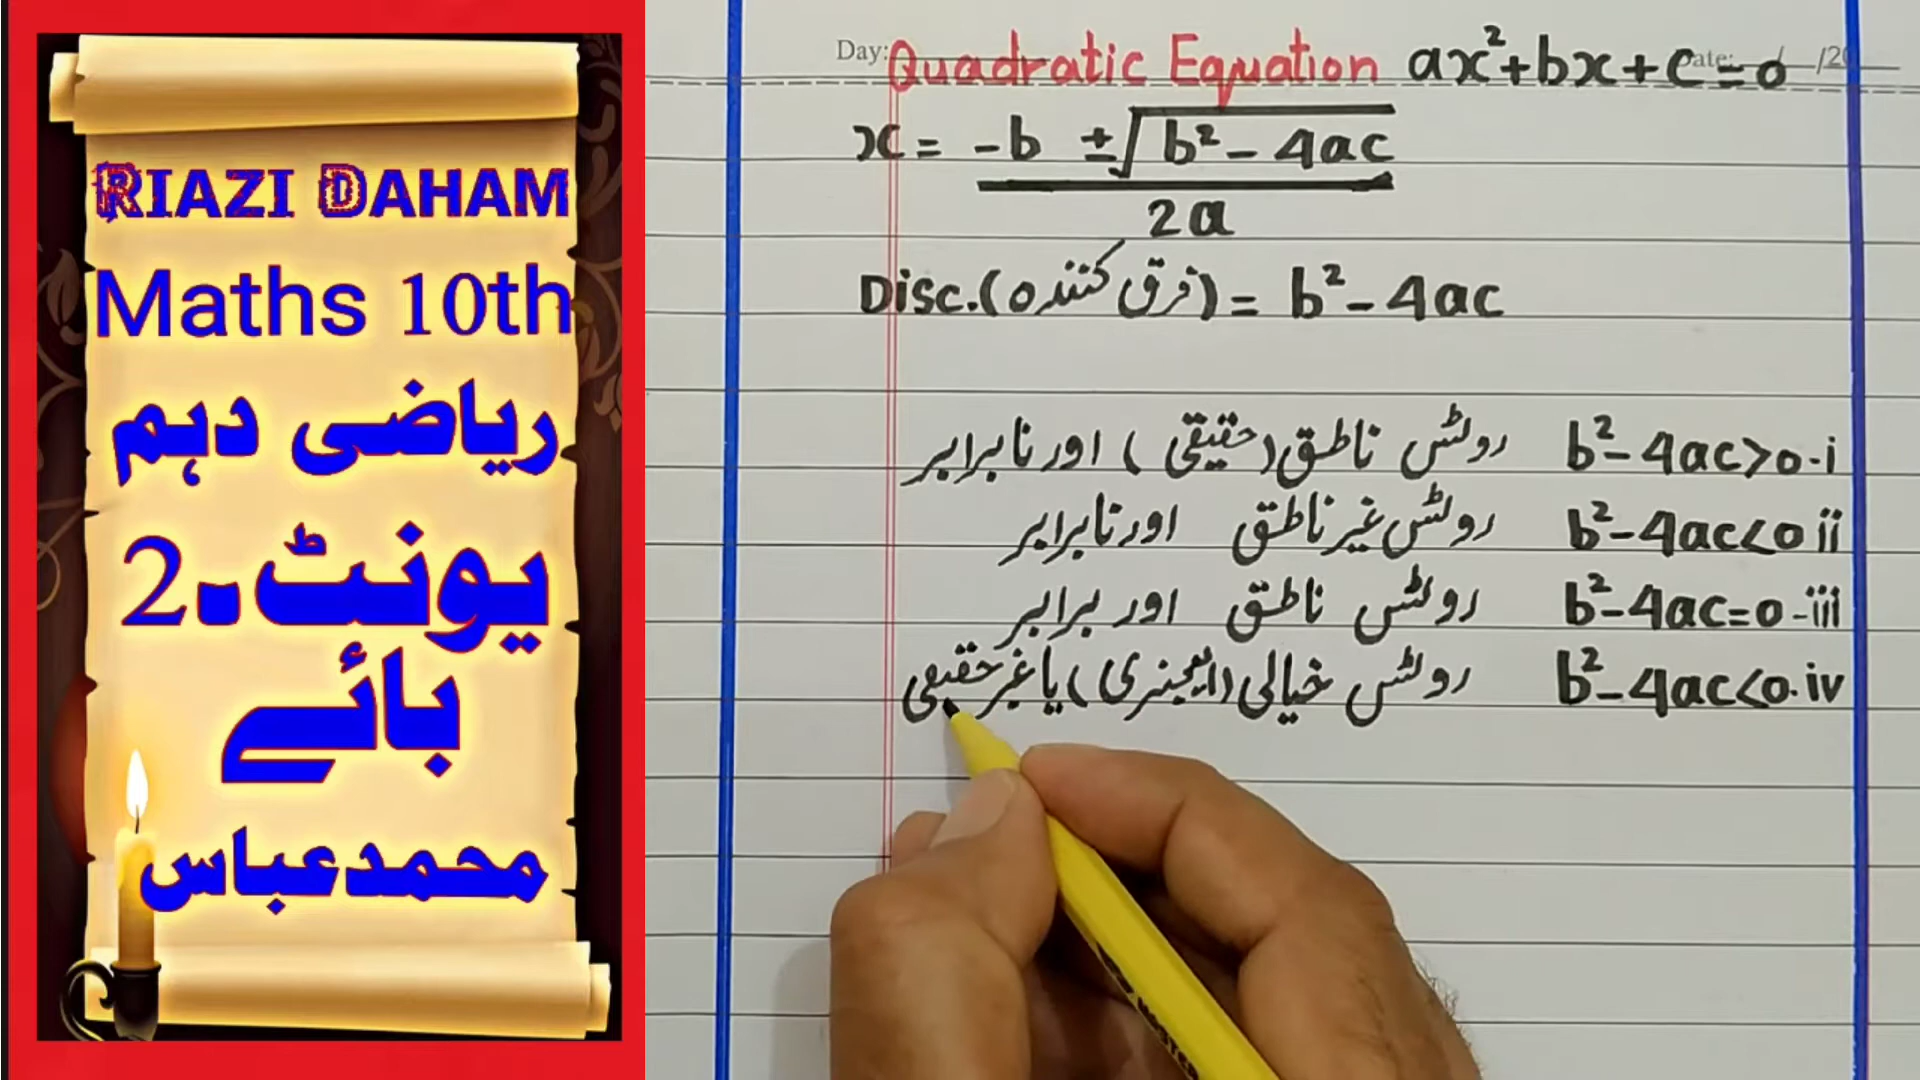 RIAZI DAHAM
Maths 10th
ریاضی دہم
یونٹ۔2
بائے
محمدعباس
Day: Quadratic Equation ax²+bx+c=0 Date: / /20
x = -b ±√b²-4ac
2a
Disc.(فرق کنندہ) = b²-4ac
b²-4ac>0-i روٹس ناطق(حقیقی) اور نابرابر
b²-4ac<0 ii روٹس غیر ناطق اور نابرابر
b²-4ac=0-iii روٹس ناطق اور برابر
b²-4ac<0.iv روٹس خیالی(ایمجنری) یا غیر حقیقی